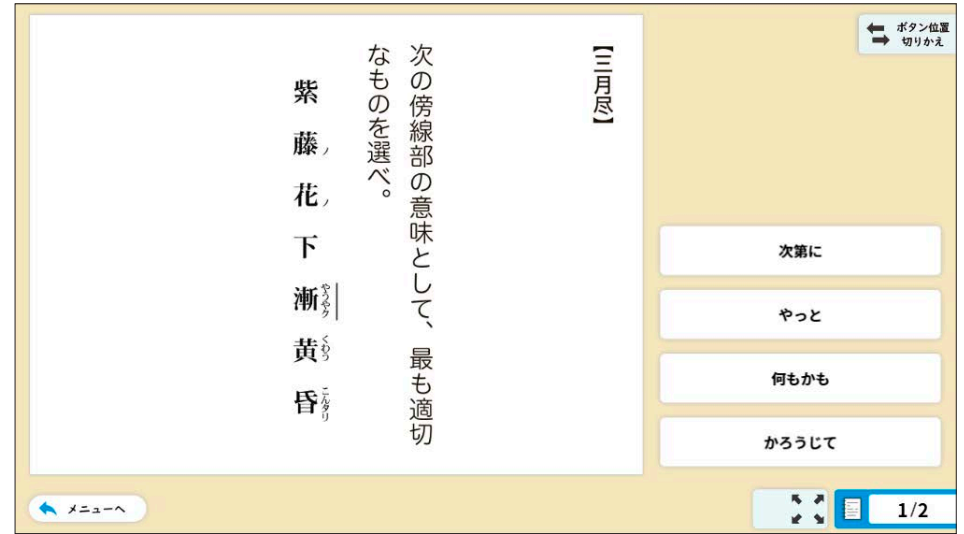 【三月尽】
次の傍線部の意味として、最も適切
なものを選べ。
紫藤ノ花ノ下漸やうやク黄くわう昏こんタリ
ボタン位置
切りかえ
次第に
やっと
何もかも
かろうじて
メニューへ
1/2